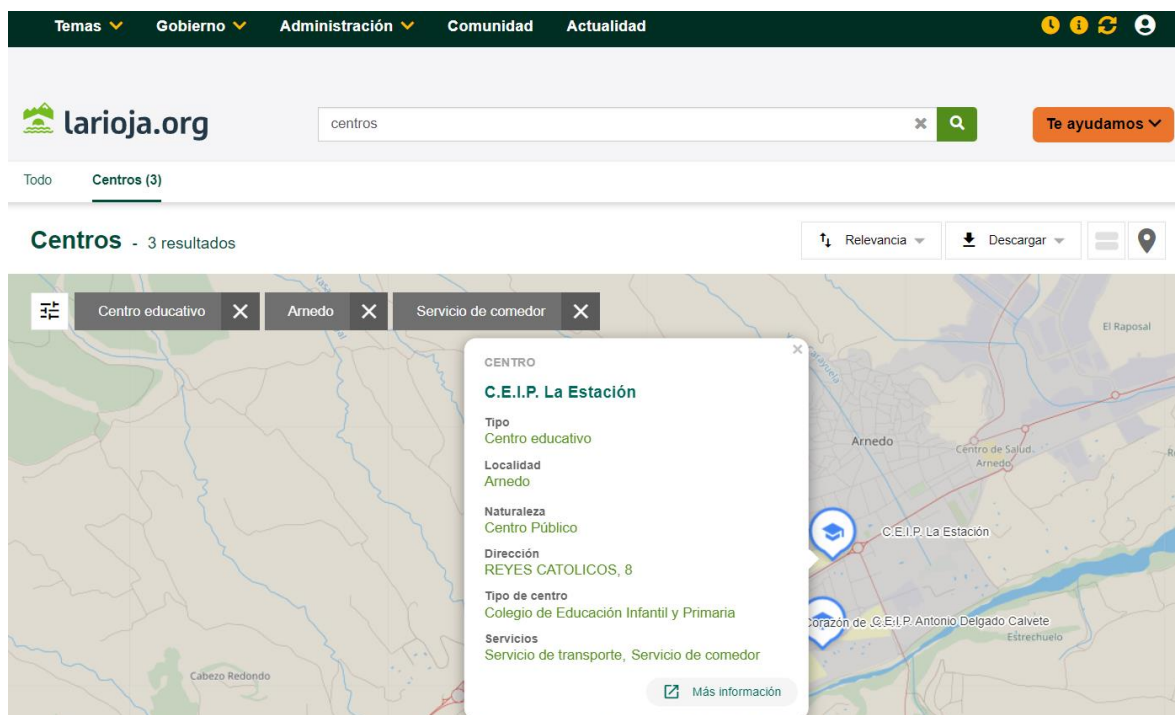 Temas Gobierno Administración Comunidad Actualidad
larioja.org
centros
Te ayudamos
Todo Centros (3)
Centros - 3 resultados
Relevancia Descargar
Centro educativo Arnedo Servicio de comedor
El Raposal
CENTRO
C.E.I.P. La Estación
Tipo
Centro educativo
Localidad
Arnedo
Naturaleza
Centro Público
Dirección
REYES CATOLICOS, 8
Tipo de centro
Colegio de Educación Infantil y Primaria
Servicios
Servicio de transporte, Servicio de comedor
Más información
Arnedo
Centro de Salud
Arnedo
C.E.I.P. La Estación
orazón de C.E.I.P. Antonio Delgado Calvete
Estrechuelo
Cabezo Redondo